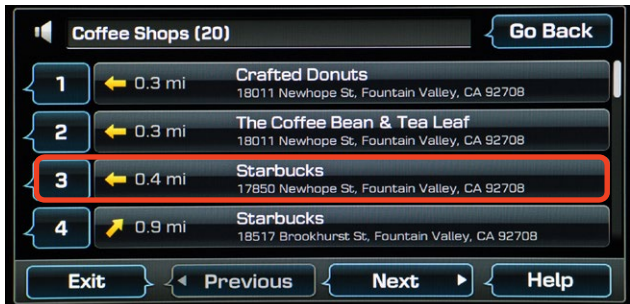 Coffee Shops (20)
Go Back
1
0.3 mi
Crafted Donuts
18011 Newhope St, Fountain Valley, CA 92708
2
0.3 mi
The Coffee Bean & Tea Leaf
18011 Newhope St, Fountain Valley, CA 92708
3
0.4 mi
Starbucks
17850 Newhope St, Fountain Valley, CA 92708
4
0.9 mi
Starbucks
18517 Brookhurst St, Fountain Valley, CA 92708
Exit
Previous
Next
Help